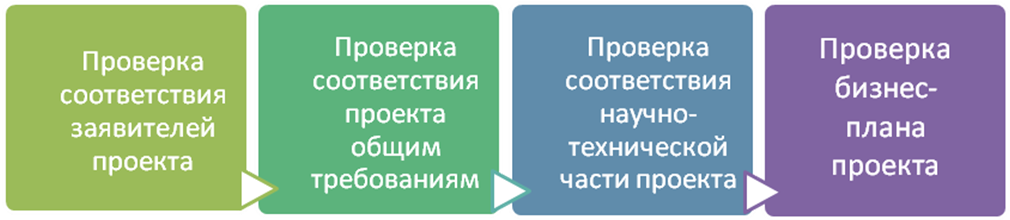 Проверка
соответствия
заявителей
проекта
Проверка
соответствия
проекта
общим
требованиям
Проверка
соответствия
научно-
технической
части проекта
Проверка
бизнес-
плана
проекта